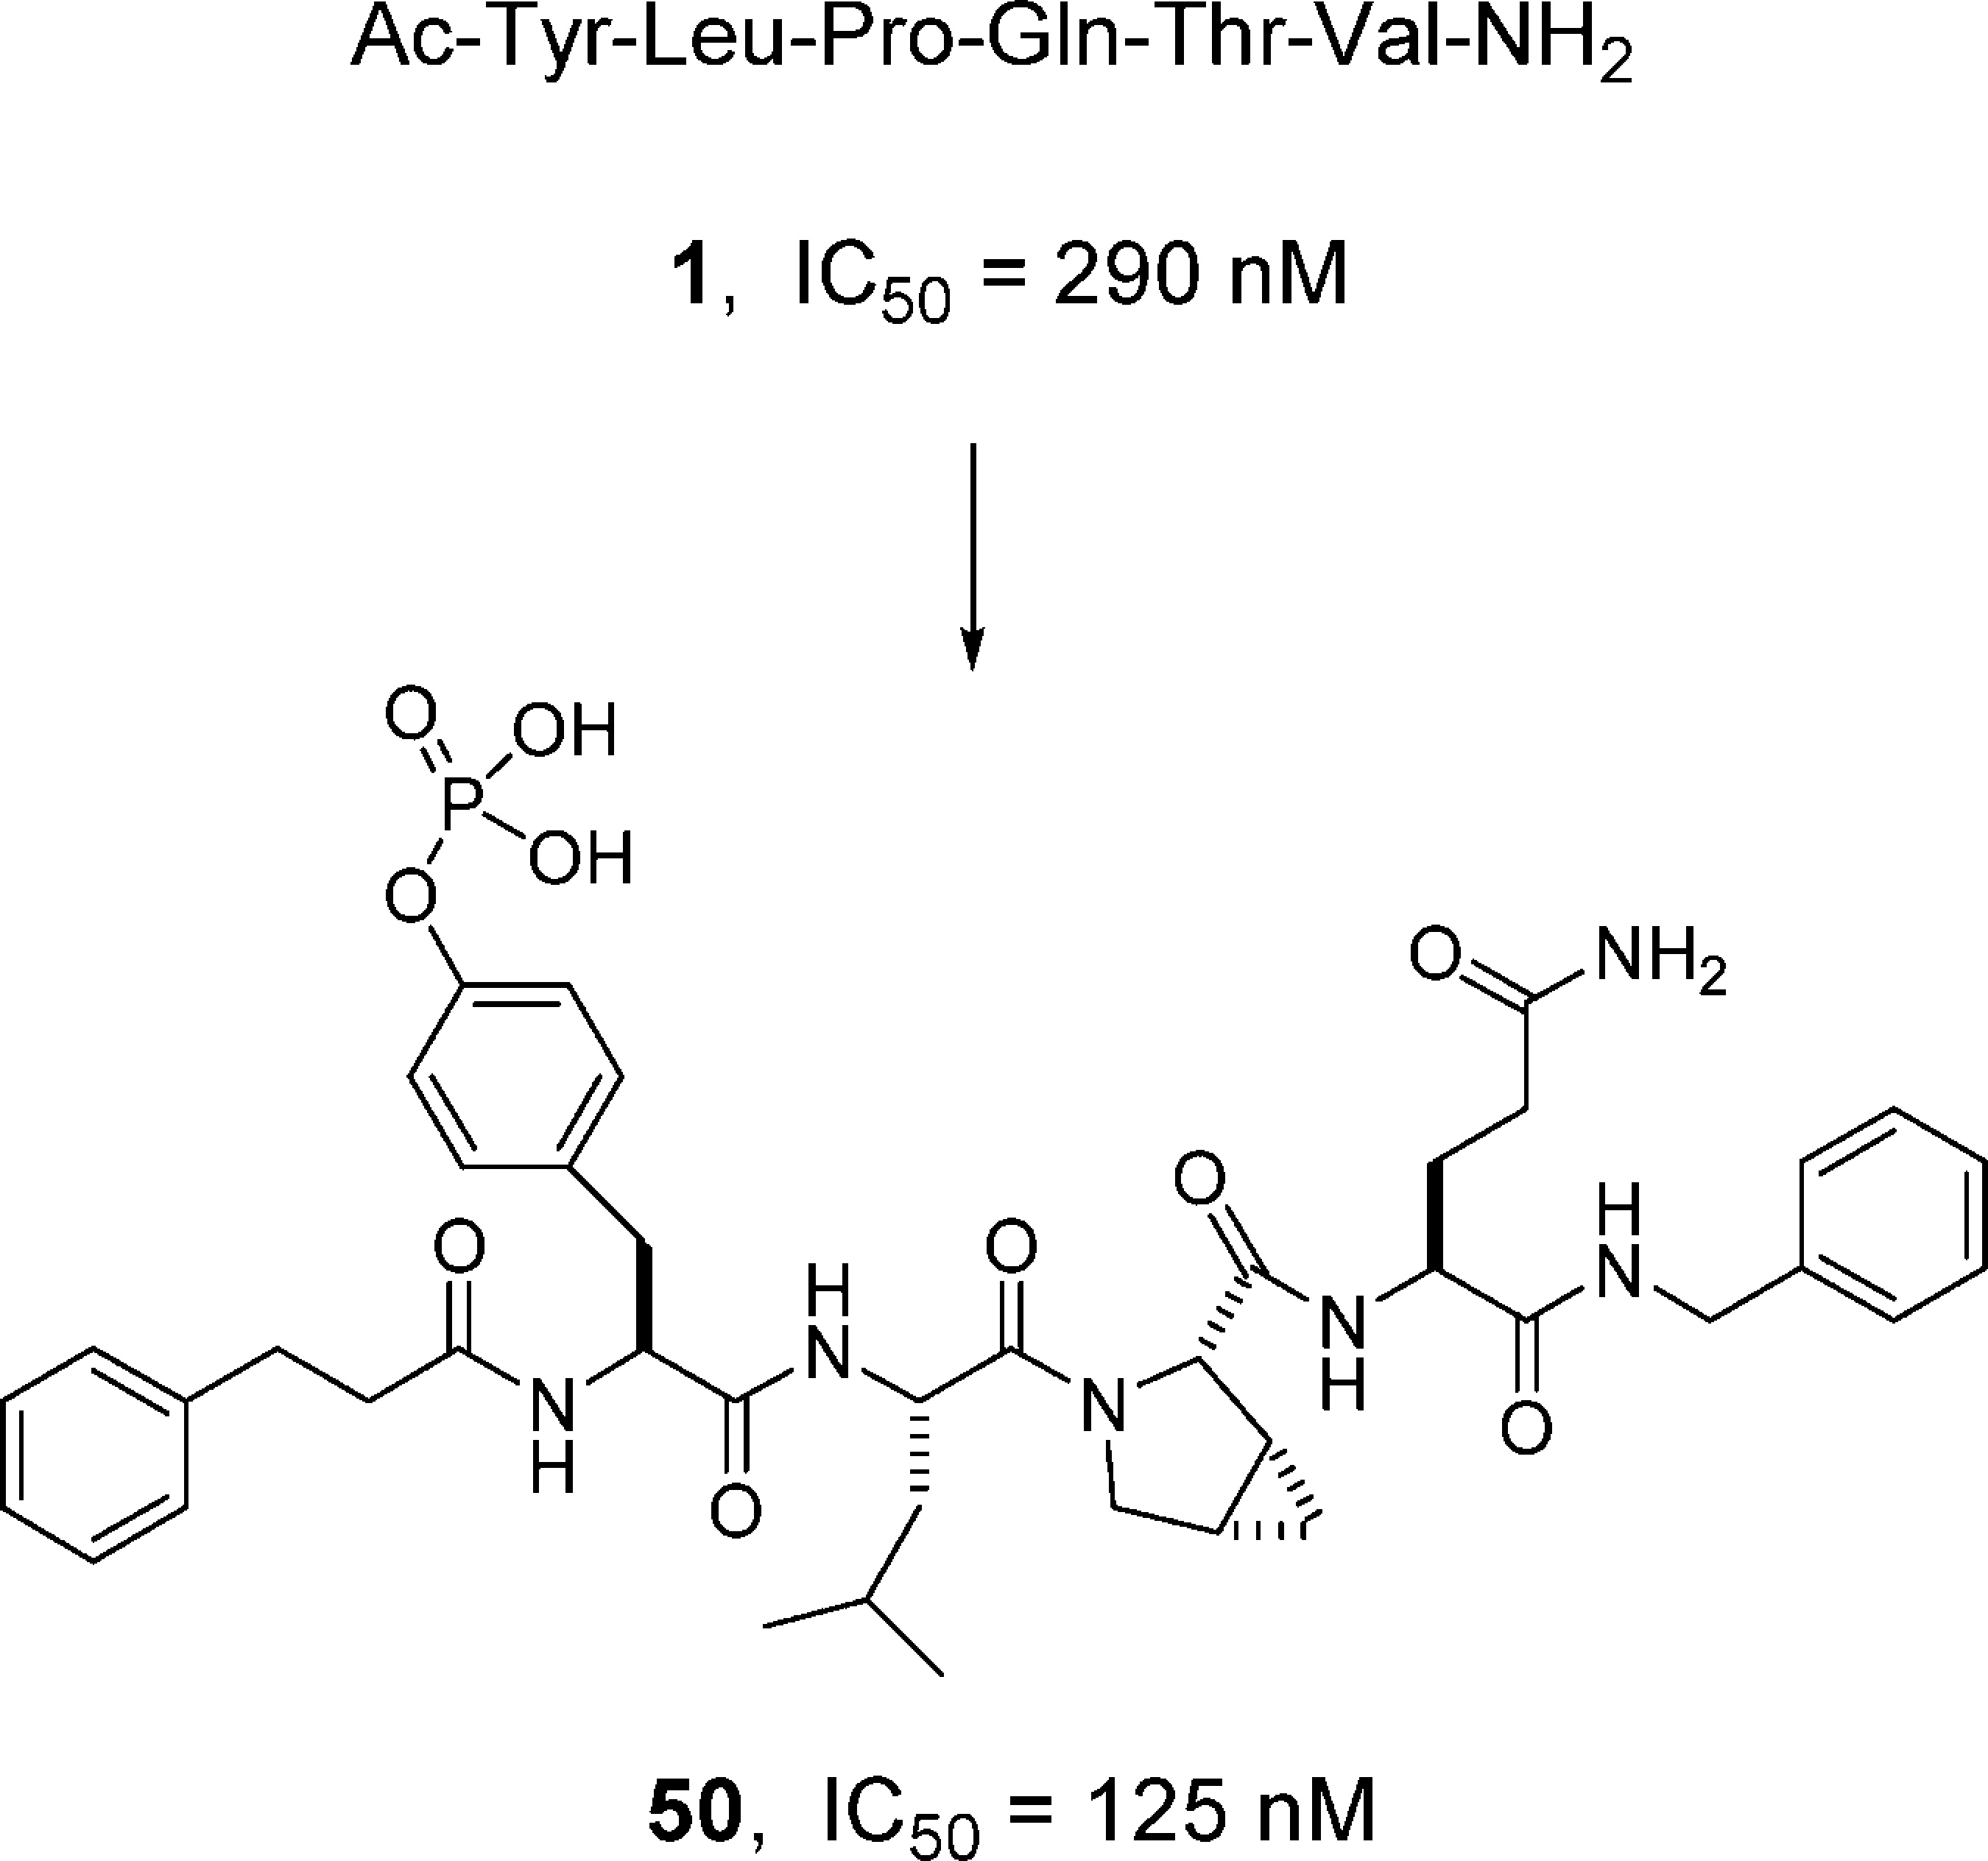 Ac-Tyr-Leu-Pro-Gln-Thr-Val-NH₂
1, IC₅₀ = 290 nM
O
OH
P
OH
O
O
NH₂
O
H
N
O
H
N
O
N
H
N
H
N
O
O
50, IC₅₀ = 125 nM